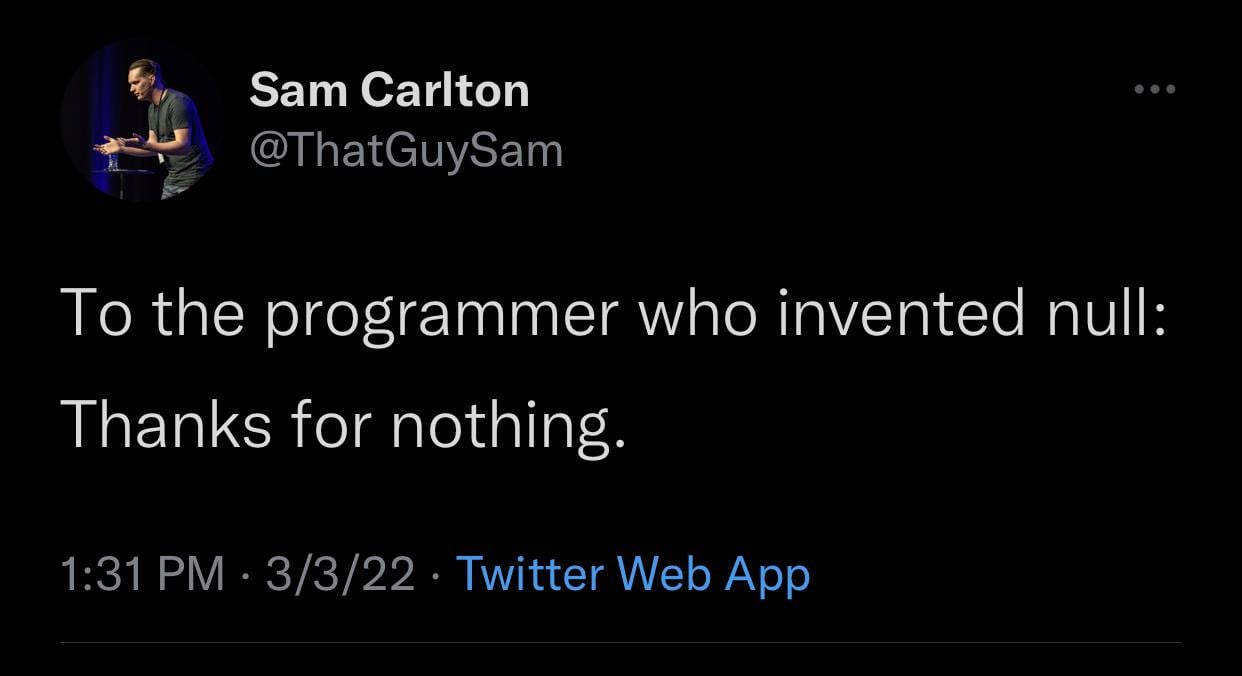 Sam Carlton
@ThatGuySam
To the programmer who invented null:
Thanks for nothing.
1:31 PM · 3/3/22 · Twitter Web App